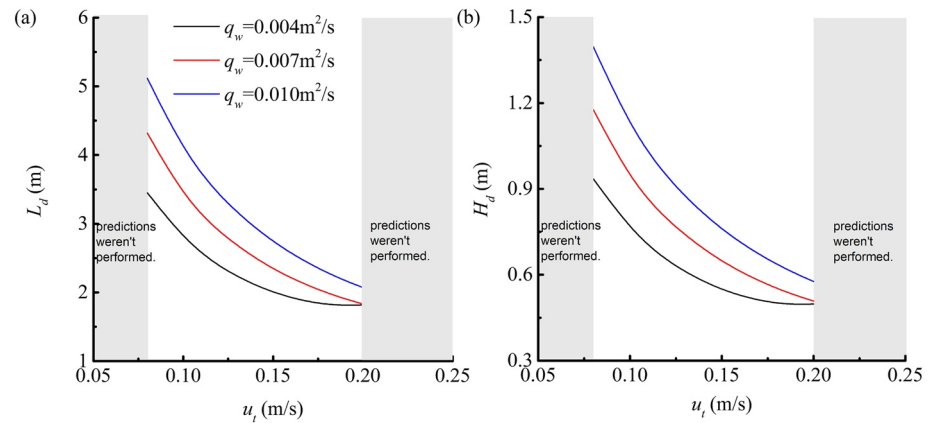 (a)
6
5
4
3
2
1
L_d (m)
q_w=0.004m²/s
q_w=0.007m²/s
q_w=0.010m²/s
predictions
weren't
performed.
predictions
weren't
performed.
0.05
0.10
0.15
0.20
0.25
u_t (m/s)
(b)
1.5
1.2
0.9
0.6
0.3
H_d (m)
predictions
weren't
performed.
predictions
weren't
performed.
0.05
0.10
0.15
0.20
0.25
u_t (m/s)